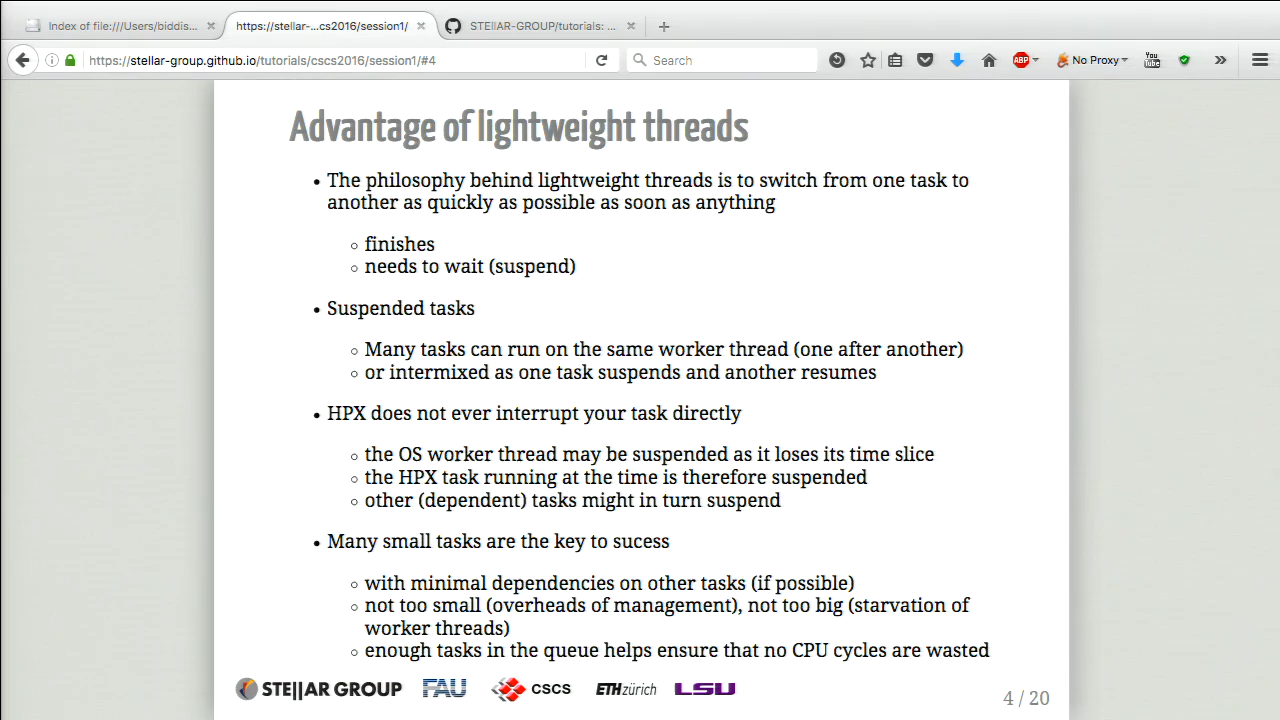 Index of file:///Users/biddis...
https://stellar-...cs2016/session1/
STEllAR-GROUP/tutorials: ...
https://stellar-group.github.io/tutorials/cscs2016/session1/#4
Search
ABP
No Proxy
You Tube
Advantage of lightweight threads
• The philosophy behind lightweight threads is to switch from one task to
another as quickly as possible as soon as anything
◦ finishes
◦ needs to wait (suspend)
• Suspended tasks
◦ Many tasks can run on the same worker thread (one after another)
◦ or intermixed as one task suspends and another resumes
• HPX does not ever interrupt your task directly
◦ the OS worker thread may be suspended as it loses its time slice
◦ the HPX task running at the time is therefore suspended
◦ other (dependent) tasks might in turn suspend
• Many small tasks are the key to sucess
◦ with minimal dependencies on other tasks (if possible)
◦ not too small (overheads of management), not too big (starvation of
worker threads)
◦ enough tasks in the queue helps ensure that no CPU cycles are wasted
STE||AR GROUP
FAU
CSCS
ETHzürich
LSU
4 / 20